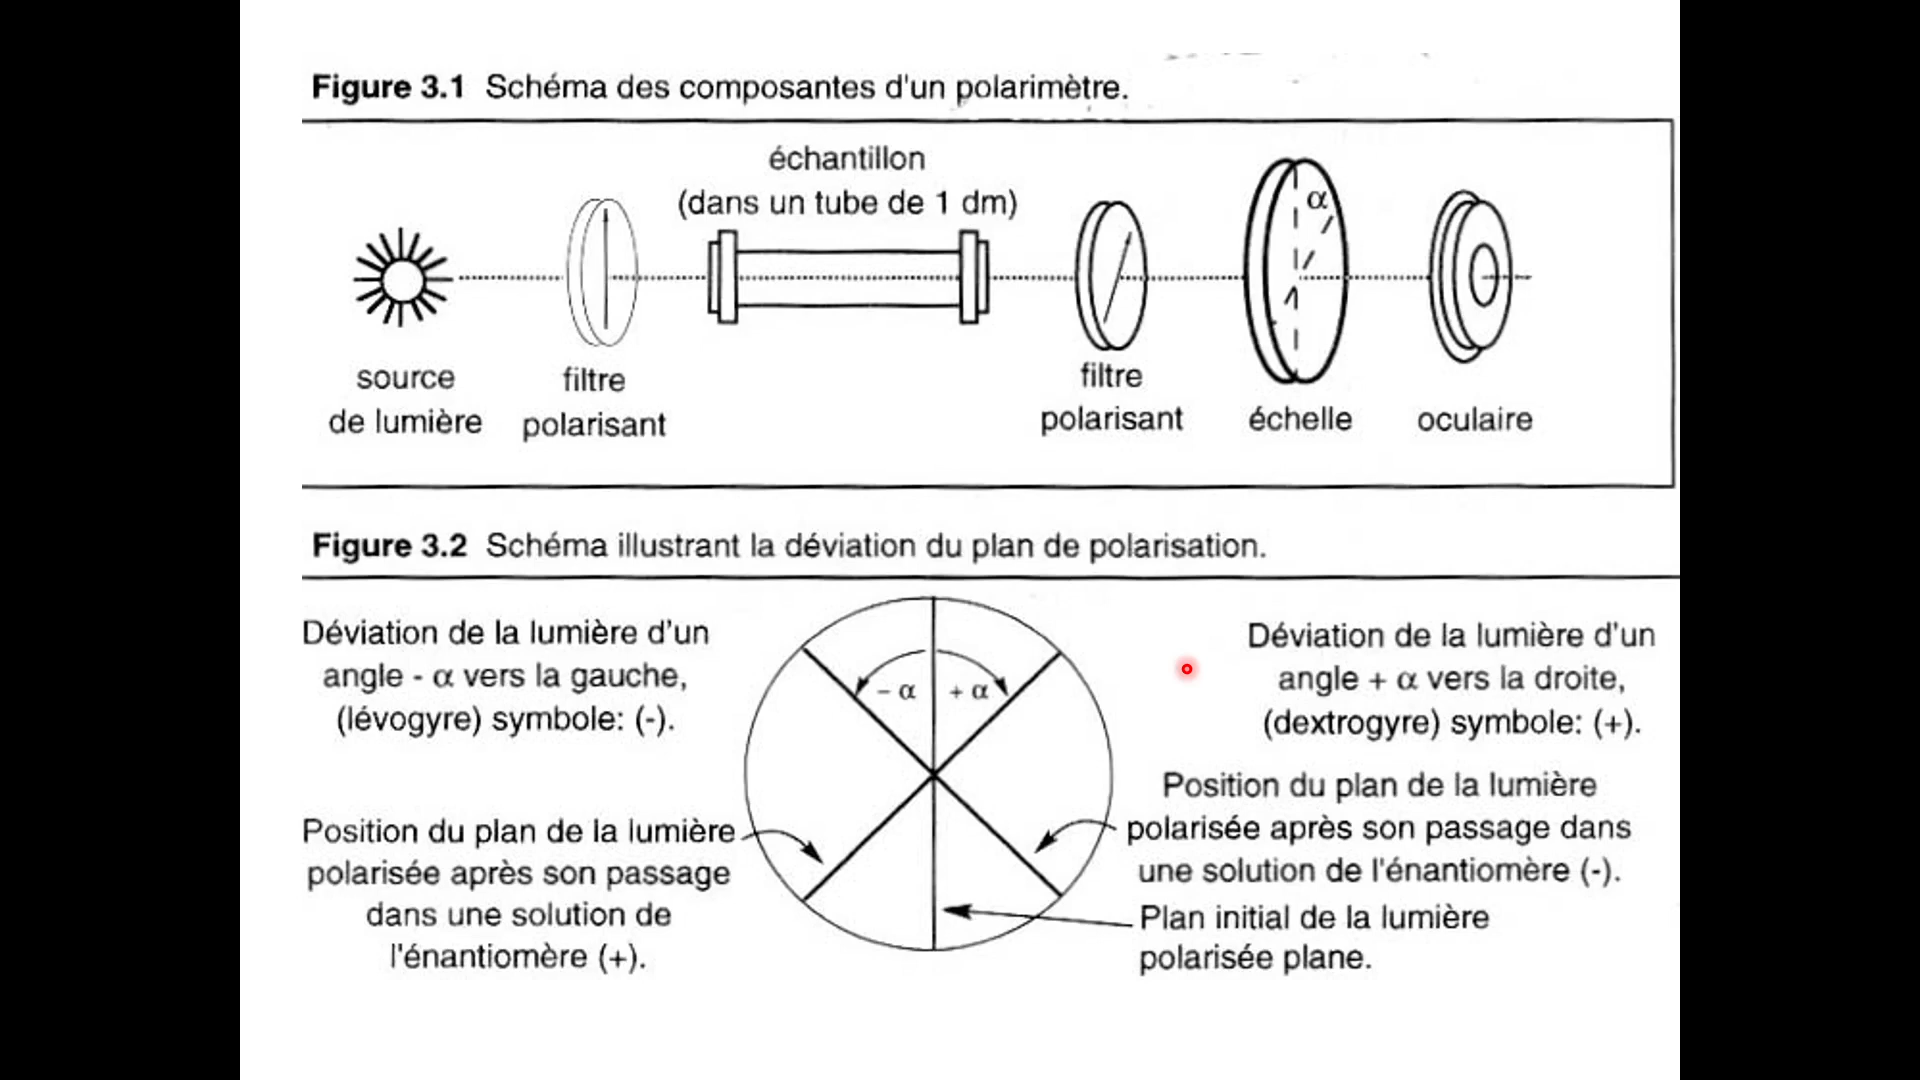 Figure 3.1 Schéma des composantes d'un polarimètre.
échantillon
(dans un tube de 1 dm)
α
source
de lumière
filtre
polarisant
filtre
polarisant
échelle
oculaire
Figure 3.2 Schéma illustrant la déviation du plan de polarisation.
Déviation de la lumière d'un
angle - α vers la gauche,
(lévogyre) symbole: (-).
- α
+ α
Déviation de la lumière d'un
angle + α vers la droite,
(dextrogyre) symbole: (+).
Position du plan de la lumière
polarisée après son passage
dans une solution de
l'énantiomère (+).
Position du plan de la lumière
polarisée après son passage dans
une solution de l'énantiomère (-).
Plan initial de la lumière
polarisée plane.